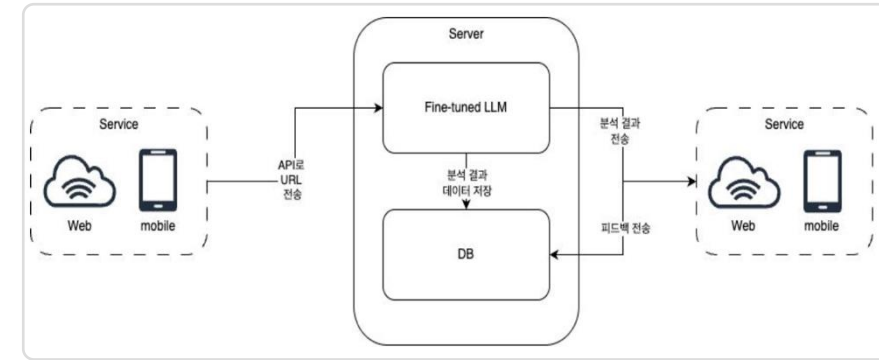 Server
Service
Web
mobile
API로
URL
전송
Fine-tuned LLM
분석 결과
데이터 저장
DB
분석 결과
전송
피드백 전송
Service
Web
mobile